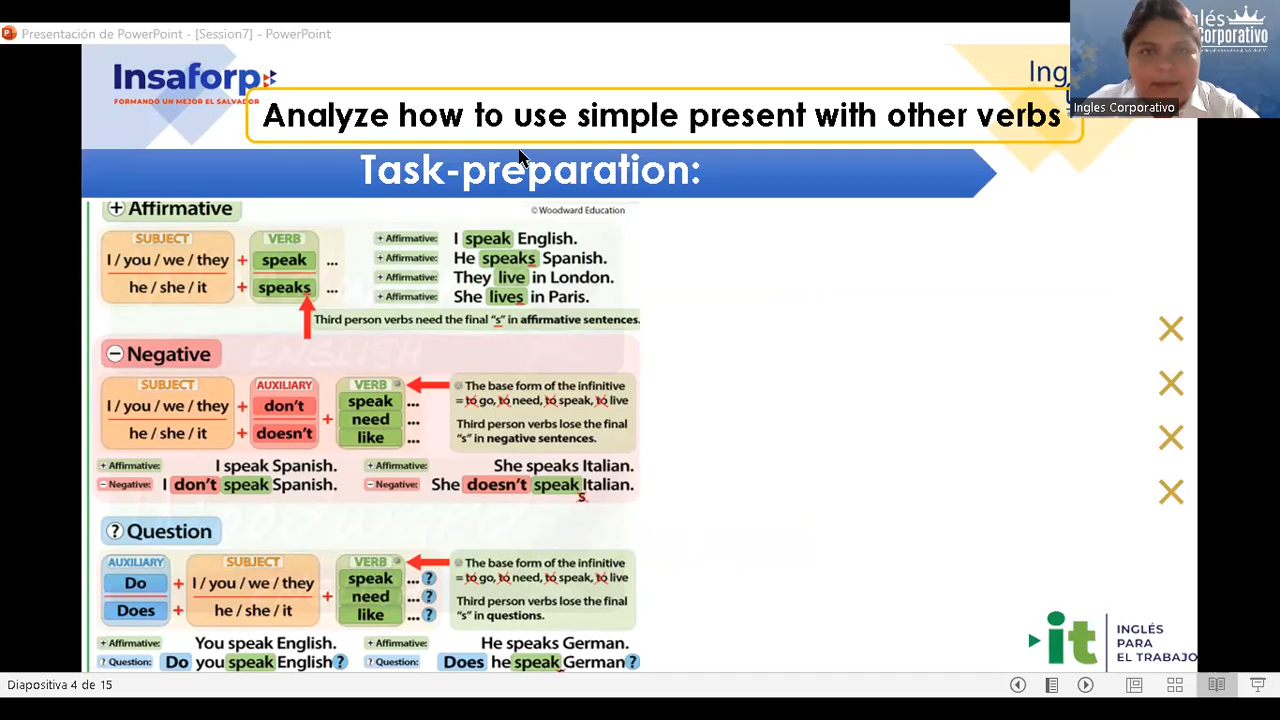 Presentación de PowerPoint - [Session7] - PowerPoint
Insaforp
FORMANDO UN MEJOR EL SALVADOR
Ing
glés
Corporativo
Ingles Corporativo
Analyze how to use simple present with other verbs
Task-preparation:
+ Affirmative
© Woodward Education
SUBJECT VERB
I / you / we / they + speak ...
he / she / it + speaks ...
+ Affirmative: I speak English.
+ Affirmative: He speaks Spanish.
+ Affirmative: They live in London.
+ Affirmative: She lives in Paris.
Third person verbs need the final "s" in affirmative sentences.
− Negative
SUBJECT AUXILIARY VERB
I / you / we / they + don't + speak ...
need ...
he / she / it + doesn't like ...
The base form of the infinitive
= to go, to need, to speak, to live
Third person verbs lose the final
"s" in negative sentences.
+ Affirmative: I speak Spanish. + Affirmative: She speaks Italian.
− Negative: I don't speak Spanish. − Negative: She doesn't speak Italian.
s
? Question
AUXILIARY SUBJECT VERB
Do + I / you / we / they + speak ...?
need ...?
Does + he / she / it like ...?
The base form of the infinitive
= to go, to need, to speak, to live
Third person verbs lose the final
"s" in questions.
+ Affirmative: You speak English. + Affirmative: He speaks German.
? Question: Do you speak English? ? Question: Does he speak German?
it
INGLÉS
PARA
EL TRABAJO
Diapositiva 4 de 15